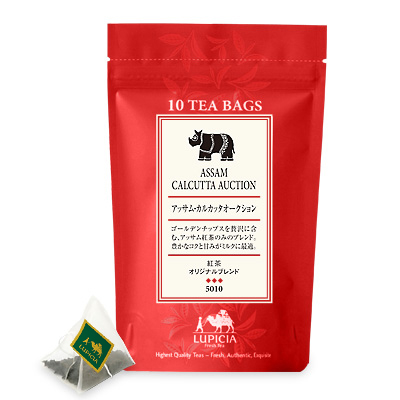 10 TEA BAGS
ASSAM
CALCUTTA AUCTION
アッサム・カルカッタオークション
ゴールデンチップスを贅沢に含
む、アッサム紅茶のみのブレンド。
豊かなコクと甘みがミルクに最適。
紅茶
オリジナルブレンド
5010
LUPICIA
Fresh Tea
Highest Quality Teas – Fresh, Authentic, Exquisite
LUPICIA